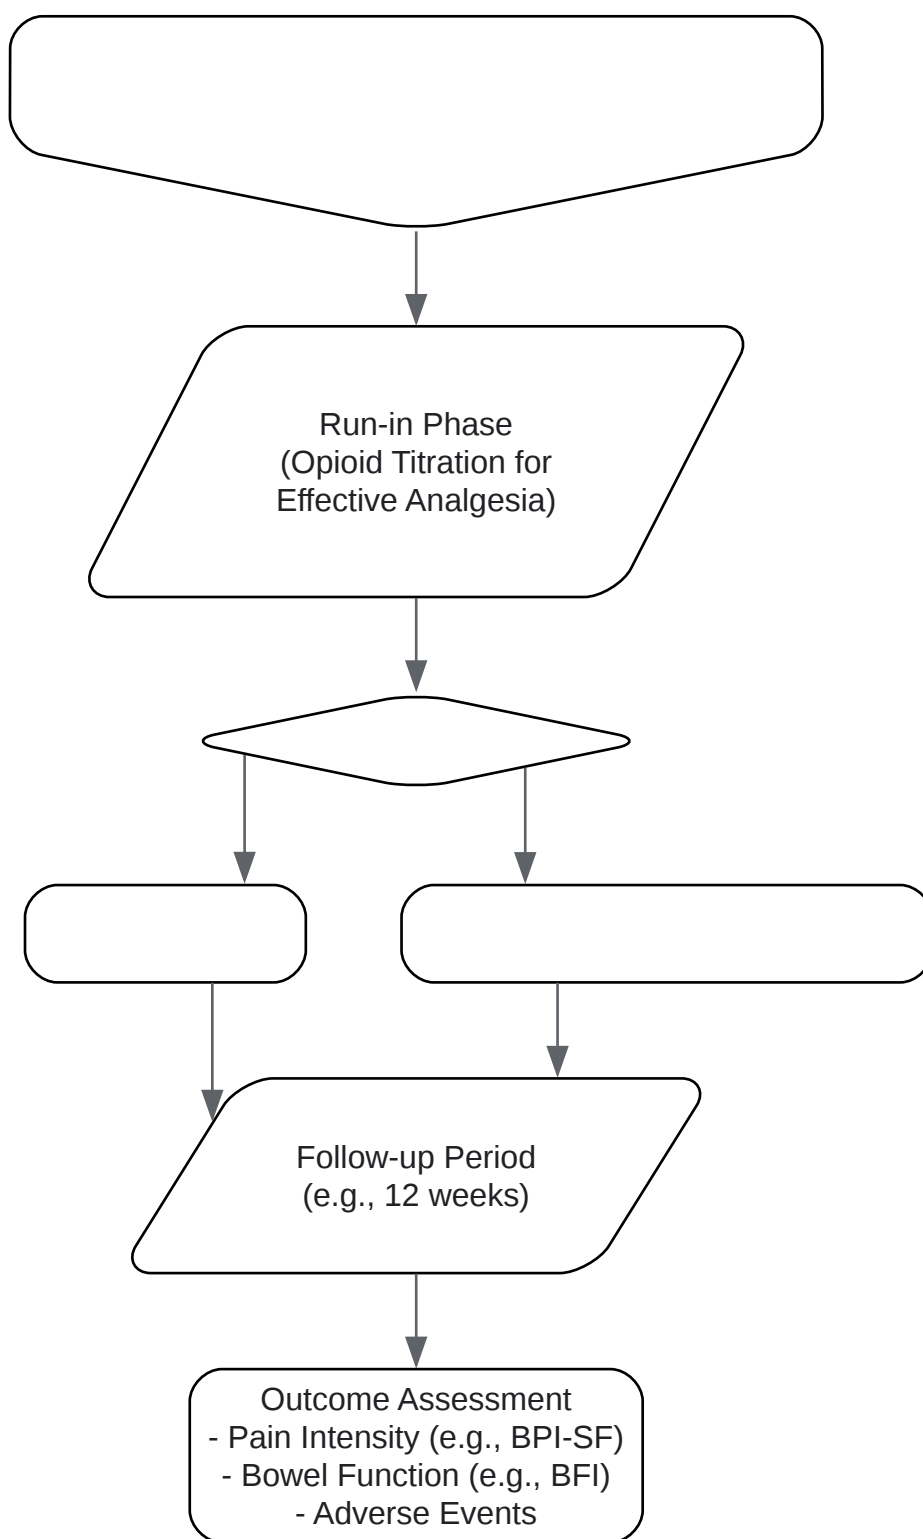 Run-in Phase
(Opioid Titration for
Effective Analgesia)
Follow-up Period
(e.g., 12 weeks)
Outcome Assessment
- Pain Intensity (e.g., BPI-SF)
- Bowel Function (e.g., BFI)
- Adverse Events